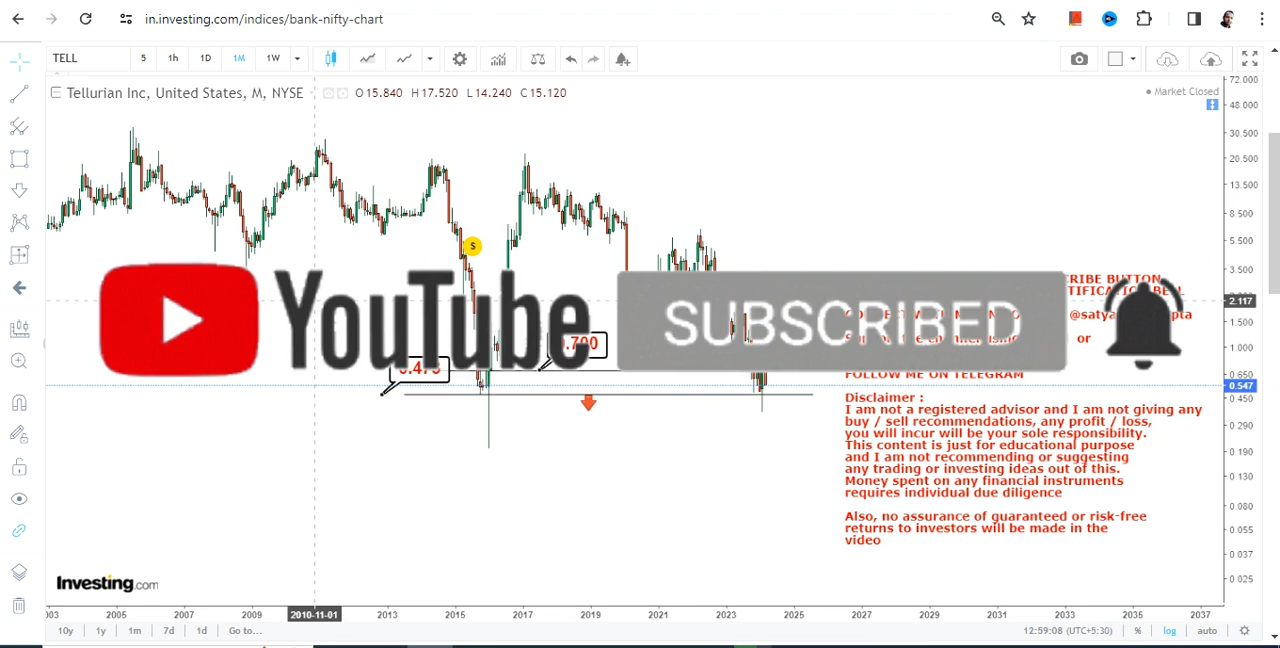 in.investing.com/indices/bank-nifty-chart
TELL
5 1h 1D 1M 1W
Tellurian Inc, United States, M, NYSE O15.840 H17.520 L14.240 C15.120
Market Closed
72.000
48.000
30.500
20.500
13.500
8.500
5.500
3.500
2.117
1.500
1.000
0.650
0.547
0.450
0.290
0.190
0.130
0.080
0.055
0.037
0.025
S
YouTube
SUBSCRIBED
RIBE BUTTON
or
FOLLOW ME ON TELEGRAM
Disclaimer :
I am not a registered advisor and I am not giving any
buy / sell recommendations, any profit / loss,
you will incur will be your sole responsibility.
This content is just for educational purpose
and I am not recommending or suggesting
any trading or investing ideas out of this.
Money spent on any financial instruments
requires individual due diligence
Also, no assurance of guaranteed or risk-free
returns to investors will be made in the
video
Investing.com
03 2005 2007 2009 2010-11-01 2013 2015 2017 2019 2021 2023 2025 2027 2029 2031 2033 2035 2037
10y 1y 1m 7d 1d Go to... 12:59:08 (UTC+5:30) % log auto